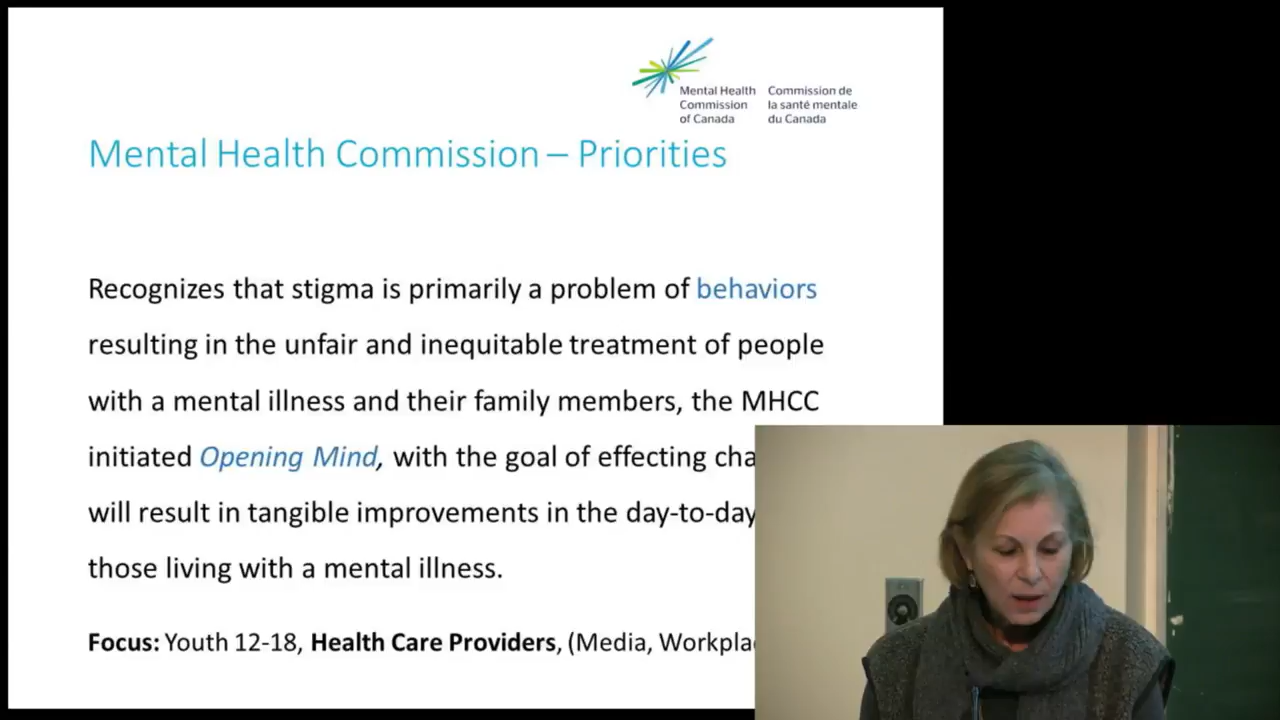 Mental Health
Commission
of Canada
Commission de
la santé mentale
du Canada
Mental Health Commission – Priorities
Recognizes that stigma is primarily a problem of behaviors
resulting in the unfair and inequitable treatment of people
with a mental illness and their family members, the MHCC
initiated Opening Mind, with the goal of effecting
will result in tangible improvements in the day-to-day
those living with a mental illness.
Focus: Youth 12-18, Health Care Providers, (Media,